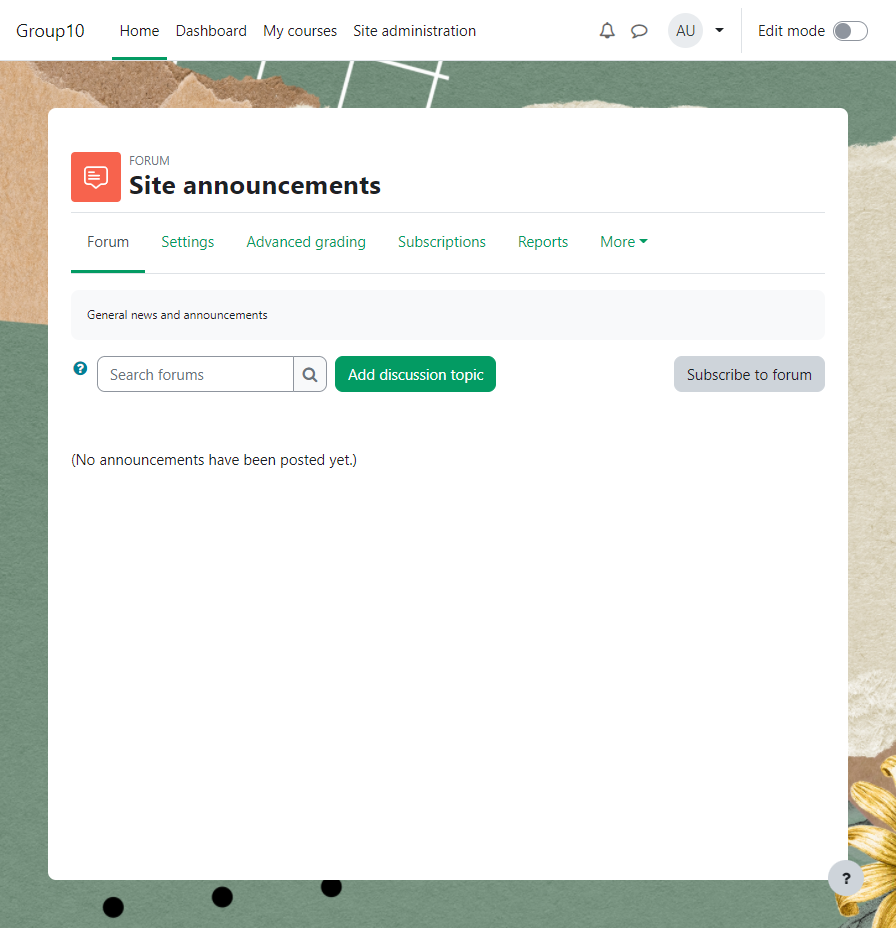 Group10 Home Dashboard My courses Site administration AU Edit mode
FORUM
Site announcements
Forum Settings Advanced grading Subscriptions Reports More
General news and announcements
? Search forums Add discussion topic Subscribe to forum
(No announcements have been posted yet.)
?